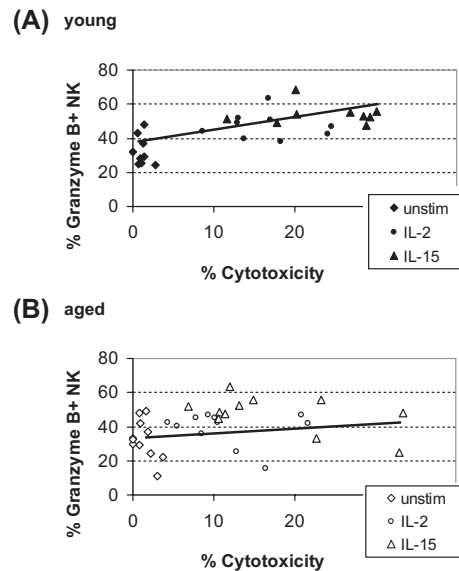 (A) young
% Granzyme B+ NK
80
60
40
20
0
0 10 20
% Cytotoxicity
unstim
IL-2
IL-15
(B) aged
% Granzyme B+ NK
80
60
40
20
0
0 10 20
% Cytotoxicity
unstim
IL-2
IL-15